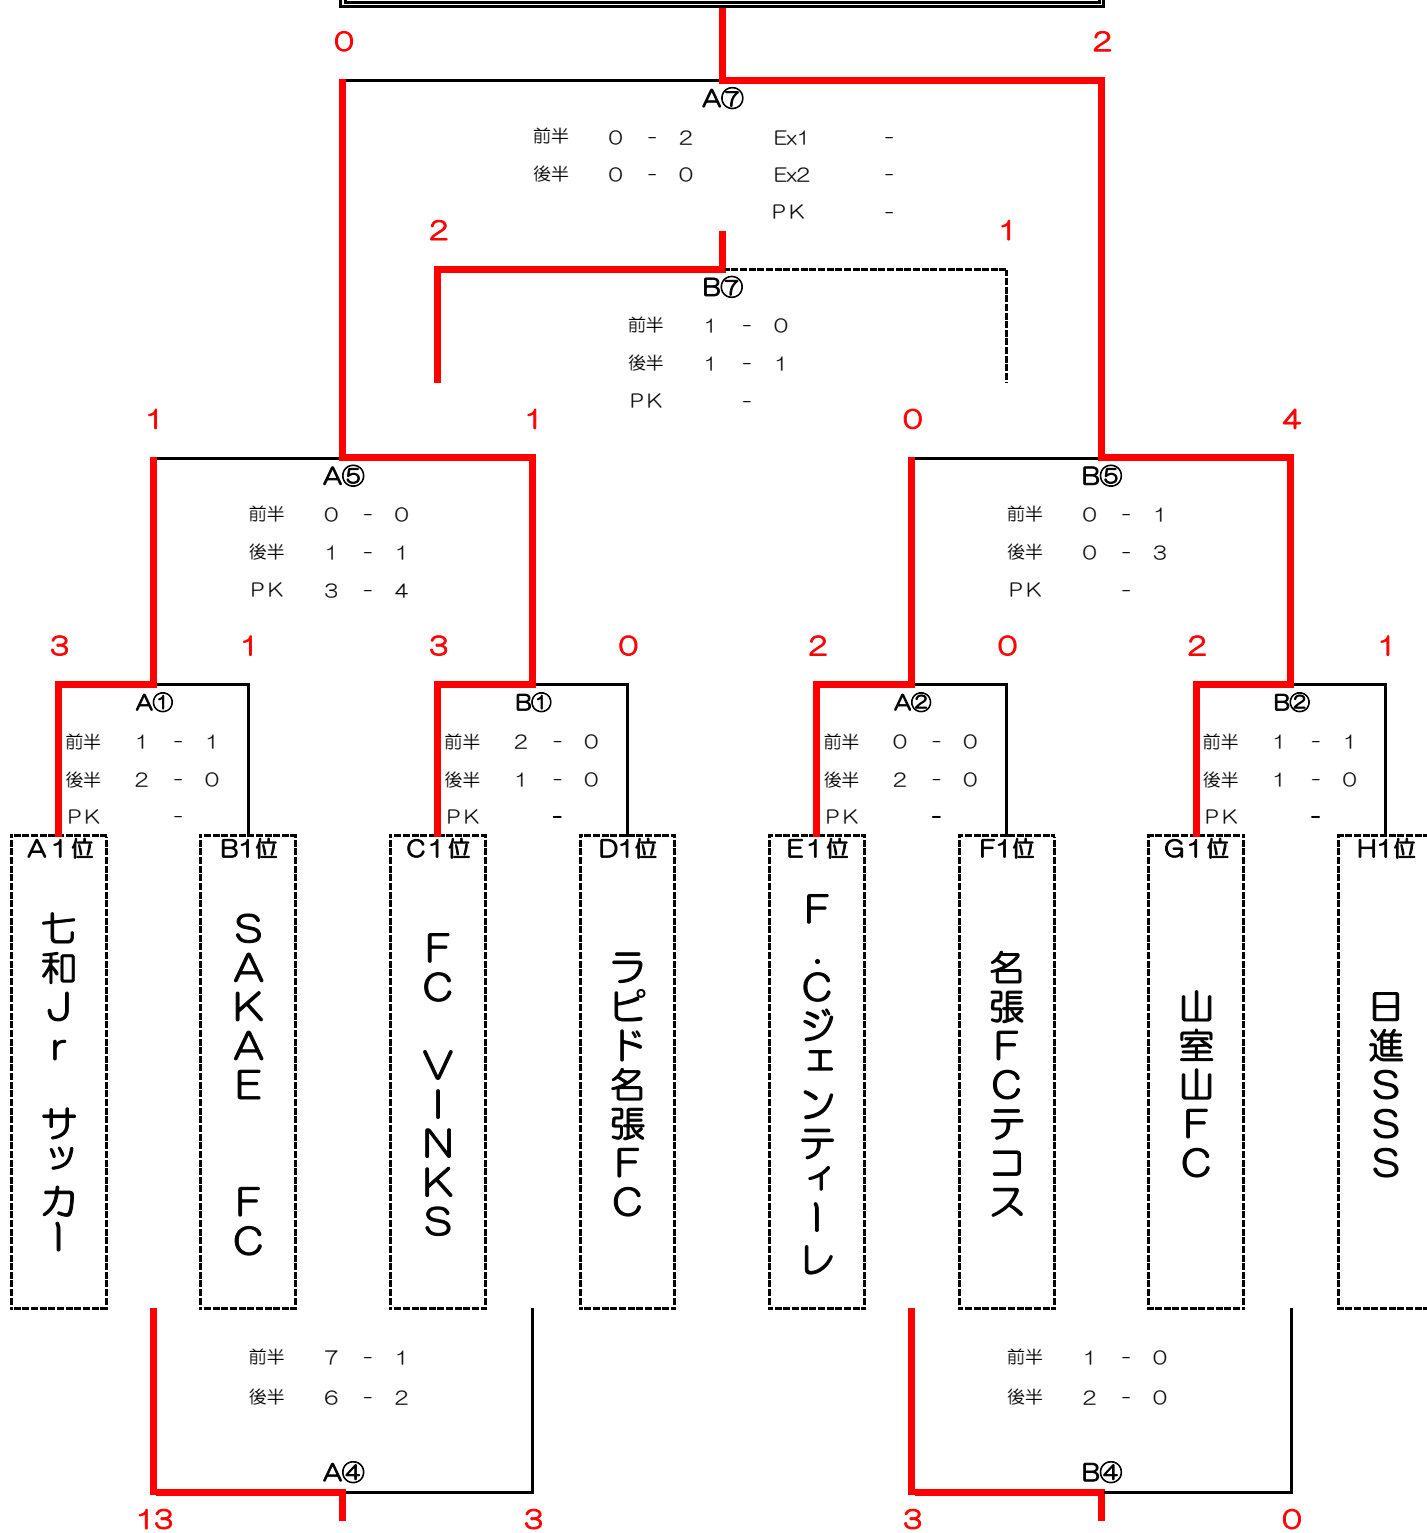 0 2
A⑦
前半 0 - 2 Ex1 -
後半 0 - 0 Ex2 -
PK -
2 1
B⑦
前半 1 - 0
後半 1 - 1
PK -
1 1 0 4
A⑤ B⑤
前半 0 - 0 前半 0 - 1
後半 1 - 1 後半 0 - 3
PK 3 - 4 PK -
3 1 3 0 2 0 2 1
A① B① A② B②
前半 1 - 1 前半 2 - 0 前半 0 - 0 前半 1 - 1
後半 2 - 0 後半 1 - 0 後半 2 - 0 後半 1 - 0
PK - PK - PK - PK -
A1位 B1位 C1位 D1位 E1位 F1位 G1位 H1位
七和Jr サッカー
SAKAE FC
FC VINKS
ラピド名張FC
F.Cジェンティーレ
名張FCテコス
山室山FC
日進SSS
前半 7 - 1 前半 1 - 0
後半 6 - 2 後半 2 - 0
A④ B④
13 3 3 0